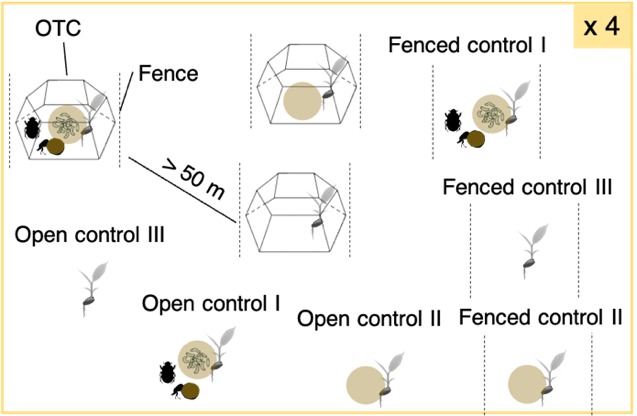 OTC
x 4
Fenced control I
Fence
> 50 m
Fenced control III
Open control III
Open control I
Open control II
Fenced control II